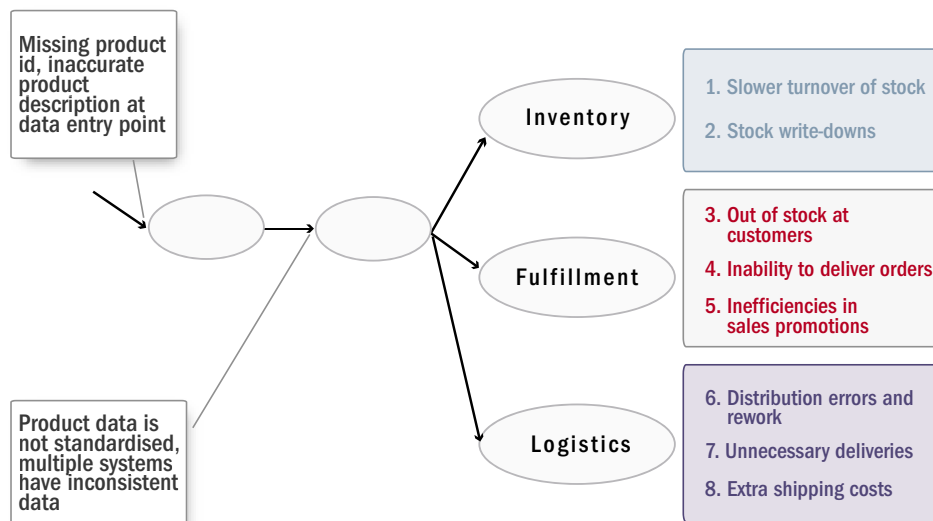 Missing product
id, inaccurate
product
description at
data entry point
Inventory
1. Slower turnover of stock
2. Stock write-downs
3. Out of stock at
customers
4. Inability to deliver orders
5. Inefficiencies in
sales promotions
Fulfillment
Product data is
not standardised,
multiple systems
have inconsistent
data
Logistics
6. Distribution errors and
rework
7. Unnecessary deliveries
8. Extra shipping costs